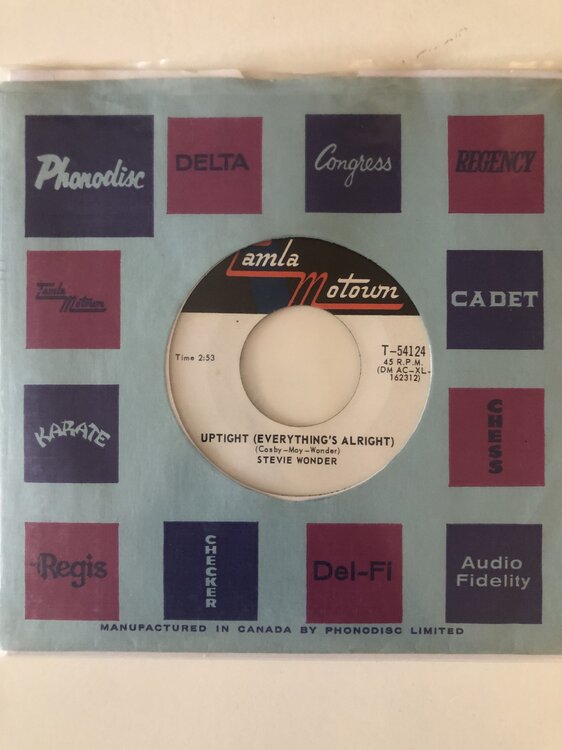 Phonodisc
DELTA
Congress
REGENCY
Tamla
Motown
CADET
KARATE
CHESS
Regis
CHECKER
Del-Fi
Audio
Fidelity
Tamla
Motown
Time 2:53
T-54124
45 R.P.M.
(DM AC-XL-
162312)
UPTIGHT (EVERYTHING'S ALRIGHT)
(Cosby-Moy-Wonder)
STEVIE WONDER
MANUFACTURED IN CANADA BY PHONODISC LIMITED